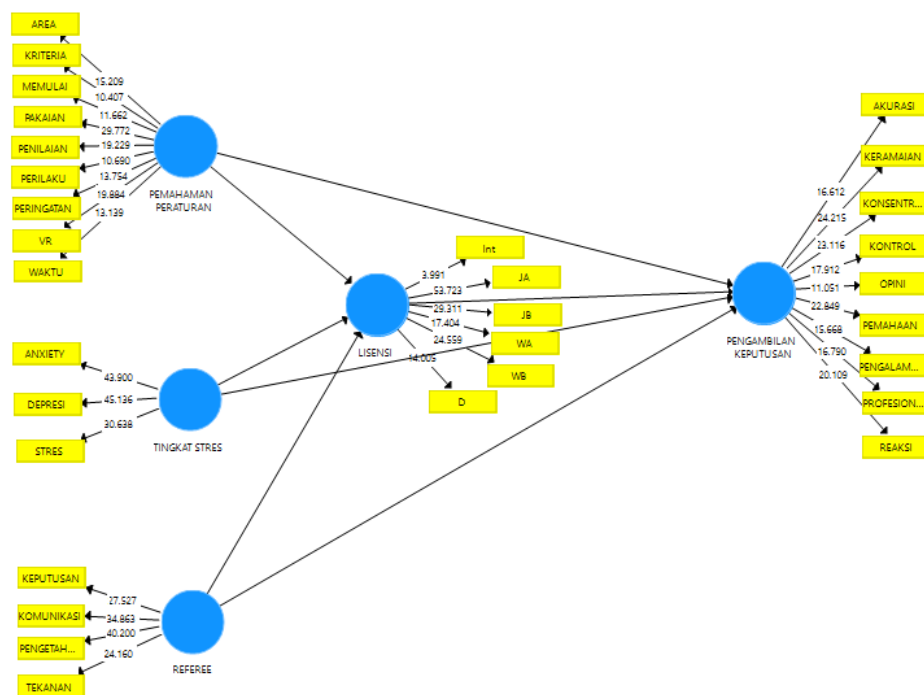 AREA
KRITERIA
MEMULAI
PAKAIAN
PENILAIAN
PERILAKU
PERINGATAN
VR
WAKTU
15.209
10.407
11.662
29.772
19.229
10.690
13.754
19.884
13.139
PEMAHAMAN
PERATURAN
ANXIETY
DEPRESI
STRES
43.900
45.136
30.638
TINGKAT STRES
KEPUTUSAN
KOMUNIKASI
PENGETAH...
TEKANAN
27.527
34.863
40.200
24.160
REFEREE
LISENSI
3.991
53.723
29.311
17.404
24.559
14.005
Int
JA
JB
WA
WB
D
PENGAMBILAN
KEPUTUSAN
16.612
24.215
23.116
17.912
11.051
22.849
15.668
16.790
20.109
AKURASI
KERAMAIAN
KONSENTR...
KONTROL
OPINI
PEMAHAAN
PENGALAM...
PROFESION...
REAKSI